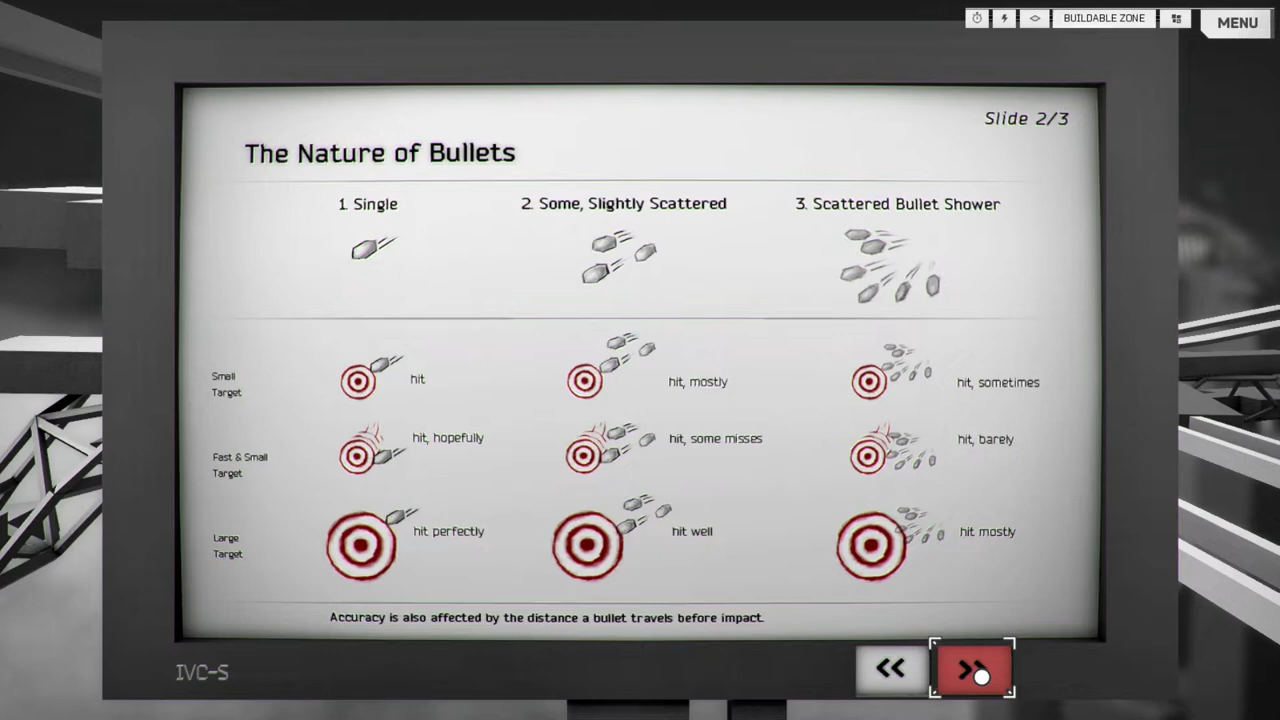 BUILDABLE ZONE
MENU
Slide 2/3
The Nature of Bullets
1. Single
2. Some, Slightly Scattered
3. Scattered Bullet Shower
Small
Target
hit
hit, mostly
hit, sometimes
Fast & Small
Target
hit, hopefully
hit, some misses
hit, barely
Large
Target
hit perfectly
hit well
hit mostly
Accuracy is also affected by the distance a bullet travels before impact.
IVC-S